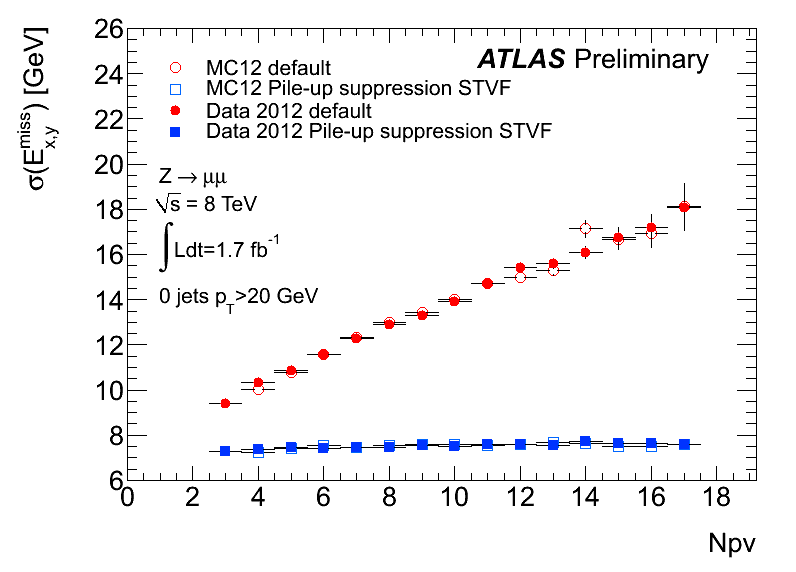 ATLAS Preliminary
MC12 default
MC12 Pile-up suppression STVF
Data 2012 default
Data 2012 Pile-up suppression STVF
Z → μμ
√s = 8 TeV
∫Ldt=1.7 fb⁻¹
0 jets p_T>20 GeV
σ(E^miss_x,y) [GeV]
26
24
22
20
18
16
14
12
10
8
6
0 2 4 6 8 10 12 14 16 18
Npv